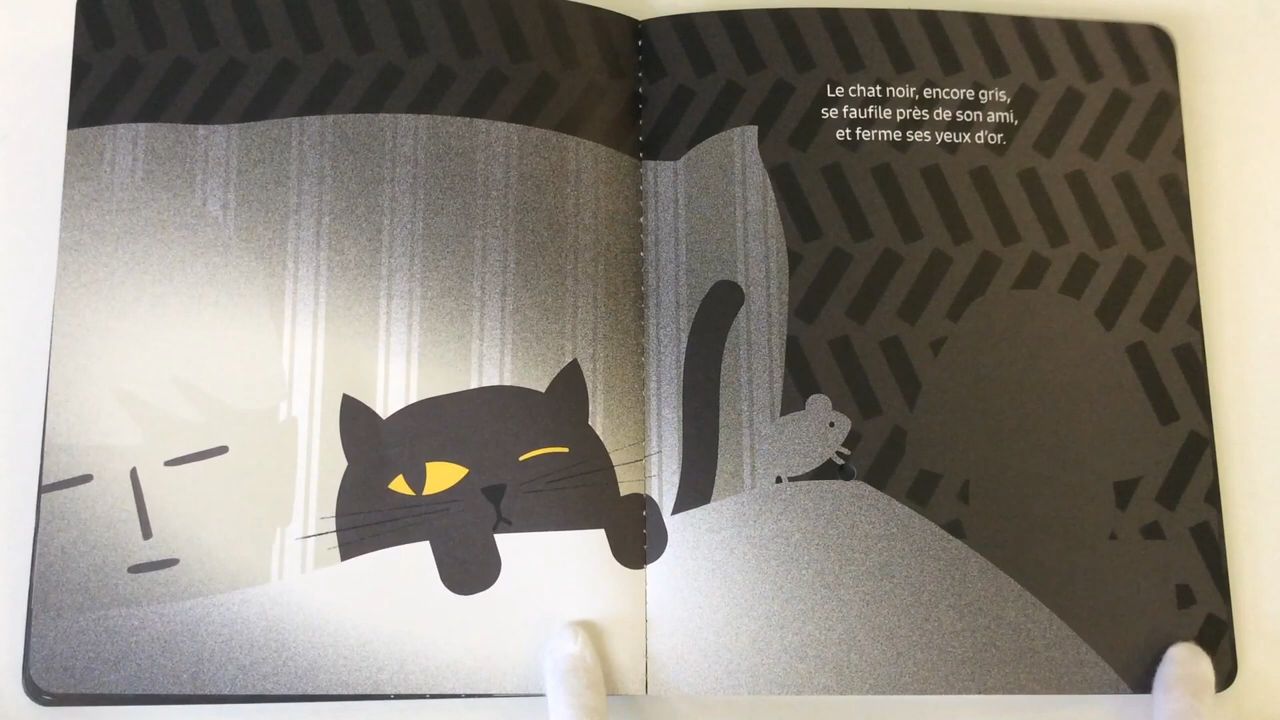 Le chat noir, encore gris,
se faufile près de son ami,
et ferme ses yeux d'or.